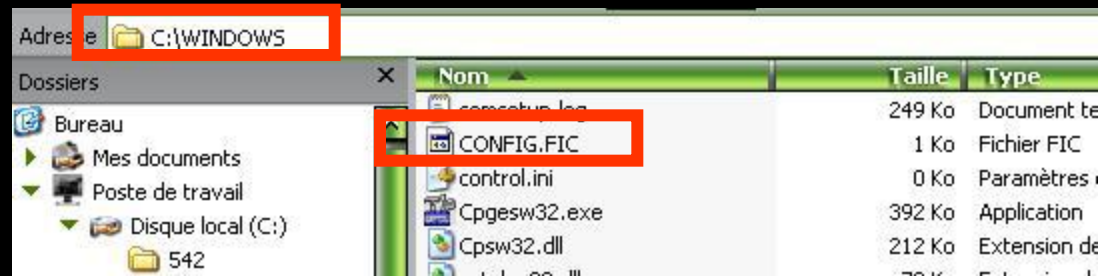 Adresse C:\WINDOWS
Dossiers × Nom Taille Type
Bureau
Mes documents
Poste de travail
Disque local (C:)
542
comsetup.log 249 Ko Document te
CONFIG.FIC 1 Ko Fichier FIC
control.ini 0 Ko Paramètres
Cpgesw32.exe 392 Ko Application
Cpsw32.dll 212 Ko Extension de